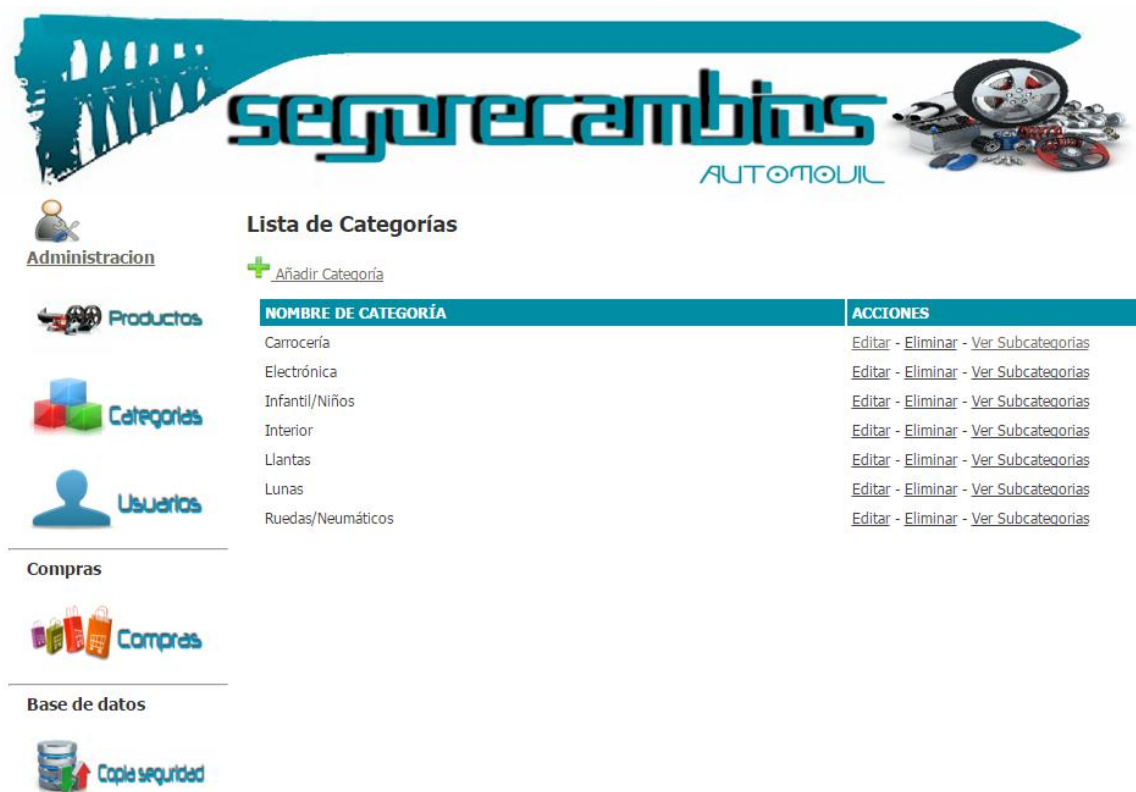 segorecambios
AUTOMOVIL
Administracion
Productos
Categorias
Usuarios
Compras
Compras
Base de datos
Copia seguridad
Lista de Categorías
Añadir Categoría
NOMBRE DE CATEGORÍA ACCIONES
Carrocería Editar - Eliminar - Ver Subcategorias
Electrónica Editar - Eliminar - Ver Subcategorias
Infantil/Niños Editar - Eliminar - Ver Subcategorias
Interior Editar - Eliminar - Ver Subcategorias
Llantas Editar - Eliminar - Ver Subcategorias
Lunas Editar - Eliminar - Ver Subcategorias
Ruedas/Neumáticos Editar - Eliminar - Ver Subcategorias